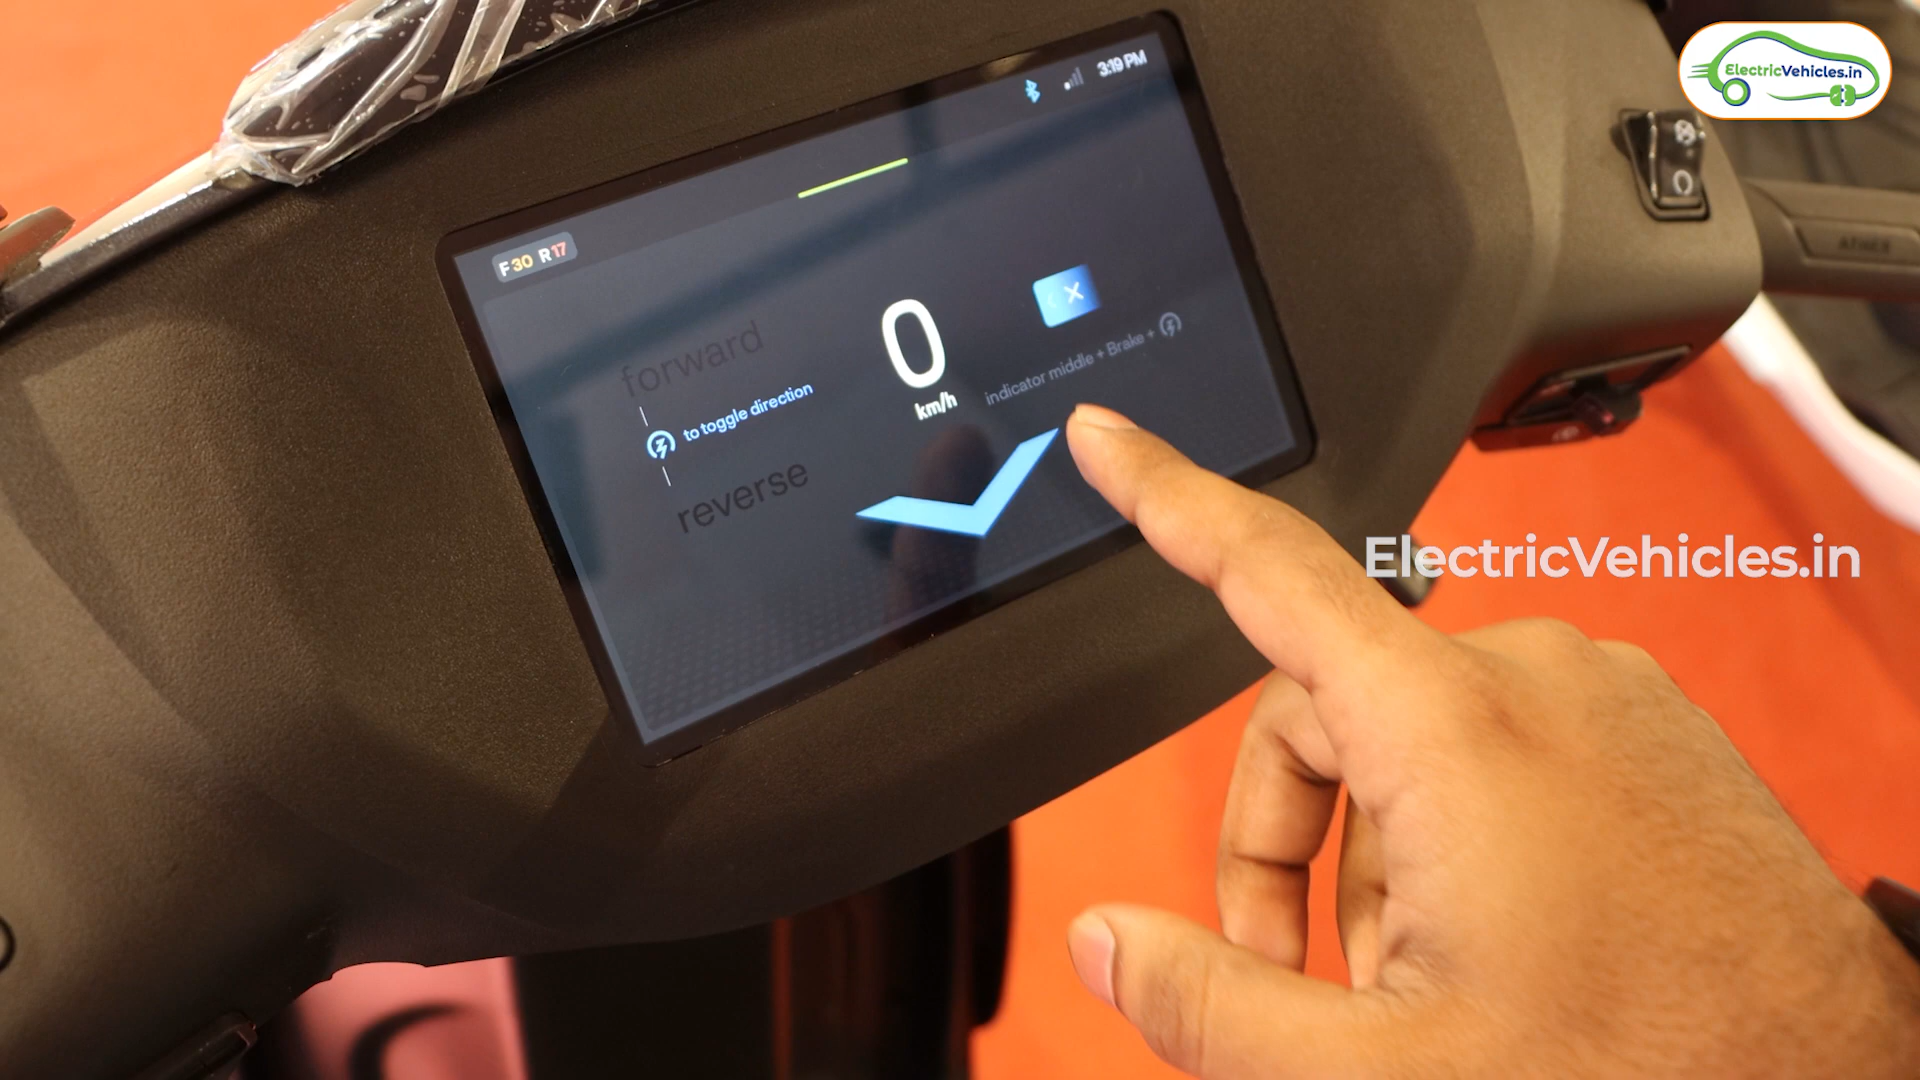 ElectricVehicles.in
3:19 PM
F30 R17
forward
0
km/h
to toggle direction
indicator middle + Brake +
reverse
ElectricVehicles.in
ATHER